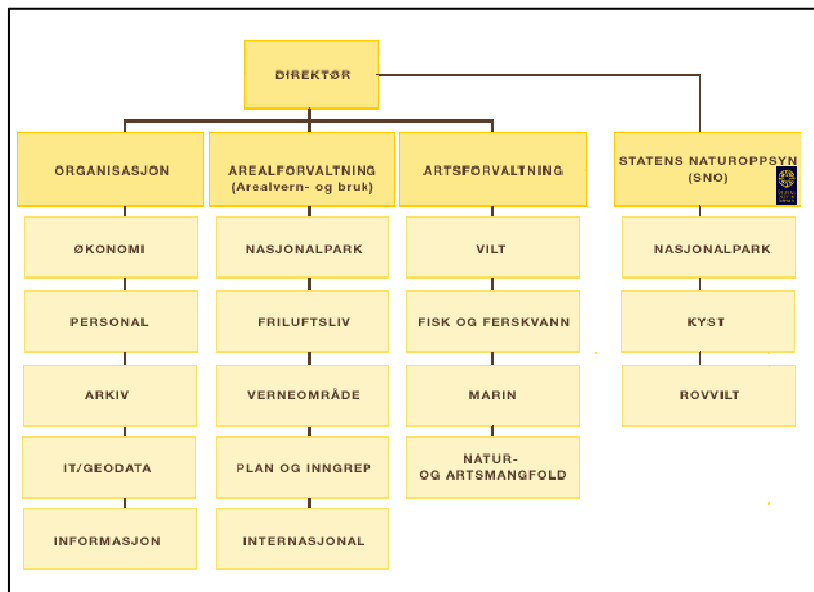 DIREKTØR
ORGANISASJON
ØKONOMI
PERSONAL
ARKIV
IT/GEODATA
INFORMASJON
AREALFORVALTNING
(Arealvern- og bruk)
NASJONALPARK
FRILUFTSLIV
VERNEOMRÅDE
PLAN OG INNGREP
INTERNASJONAL
ARTSFORVALTNING
VILT
FISK OG FERSKVANN
MARIN
NATUR-
OG ARTSMANGFOLD
STATENS NATUROPPSYN
(SNO)
NASJONALPARK
KYST
ROVVILT